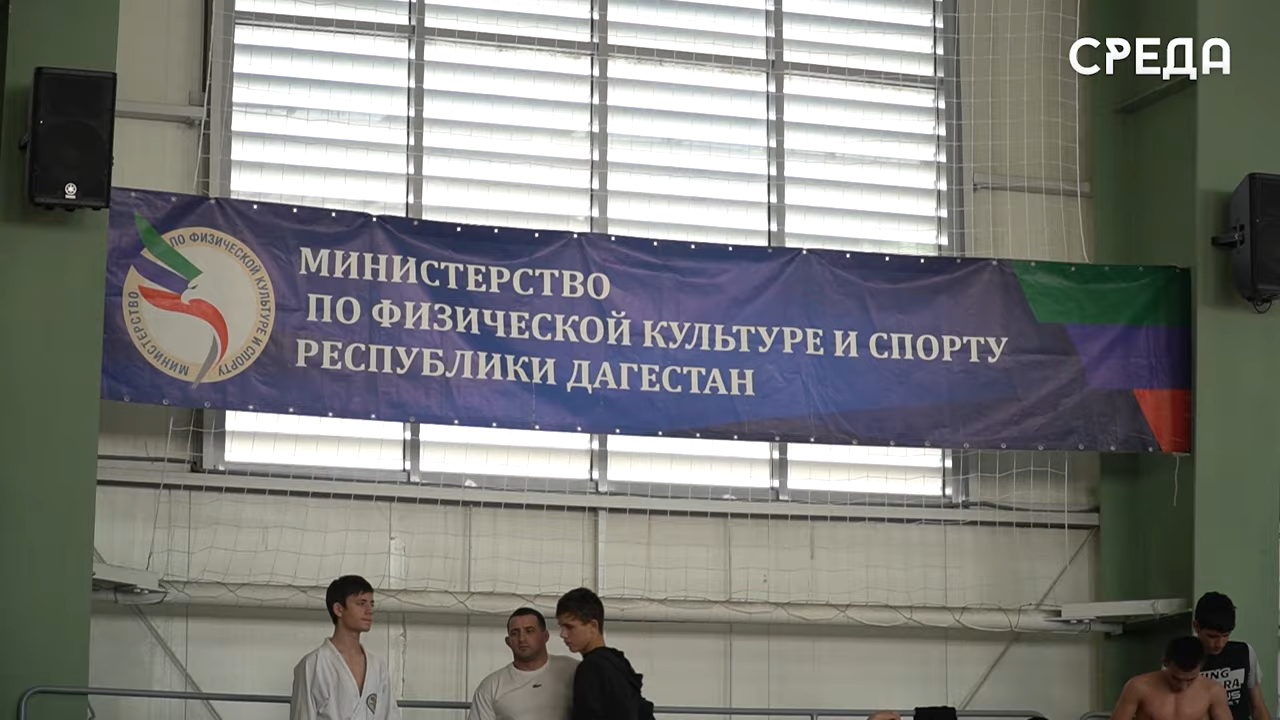 СРЕДА
МИНИСТЕРСТВО
ПО ФИЗИЧЕСКОЙ КУЛЬТУРЕ И СПОРТУ
РЕСПУБЛИКИ ДАГЕСТАН
МИНИСТЕРСТВО ПО ФИЗИЧЕСКОЙ КУЛЬТУРЕ И СПОРТУ